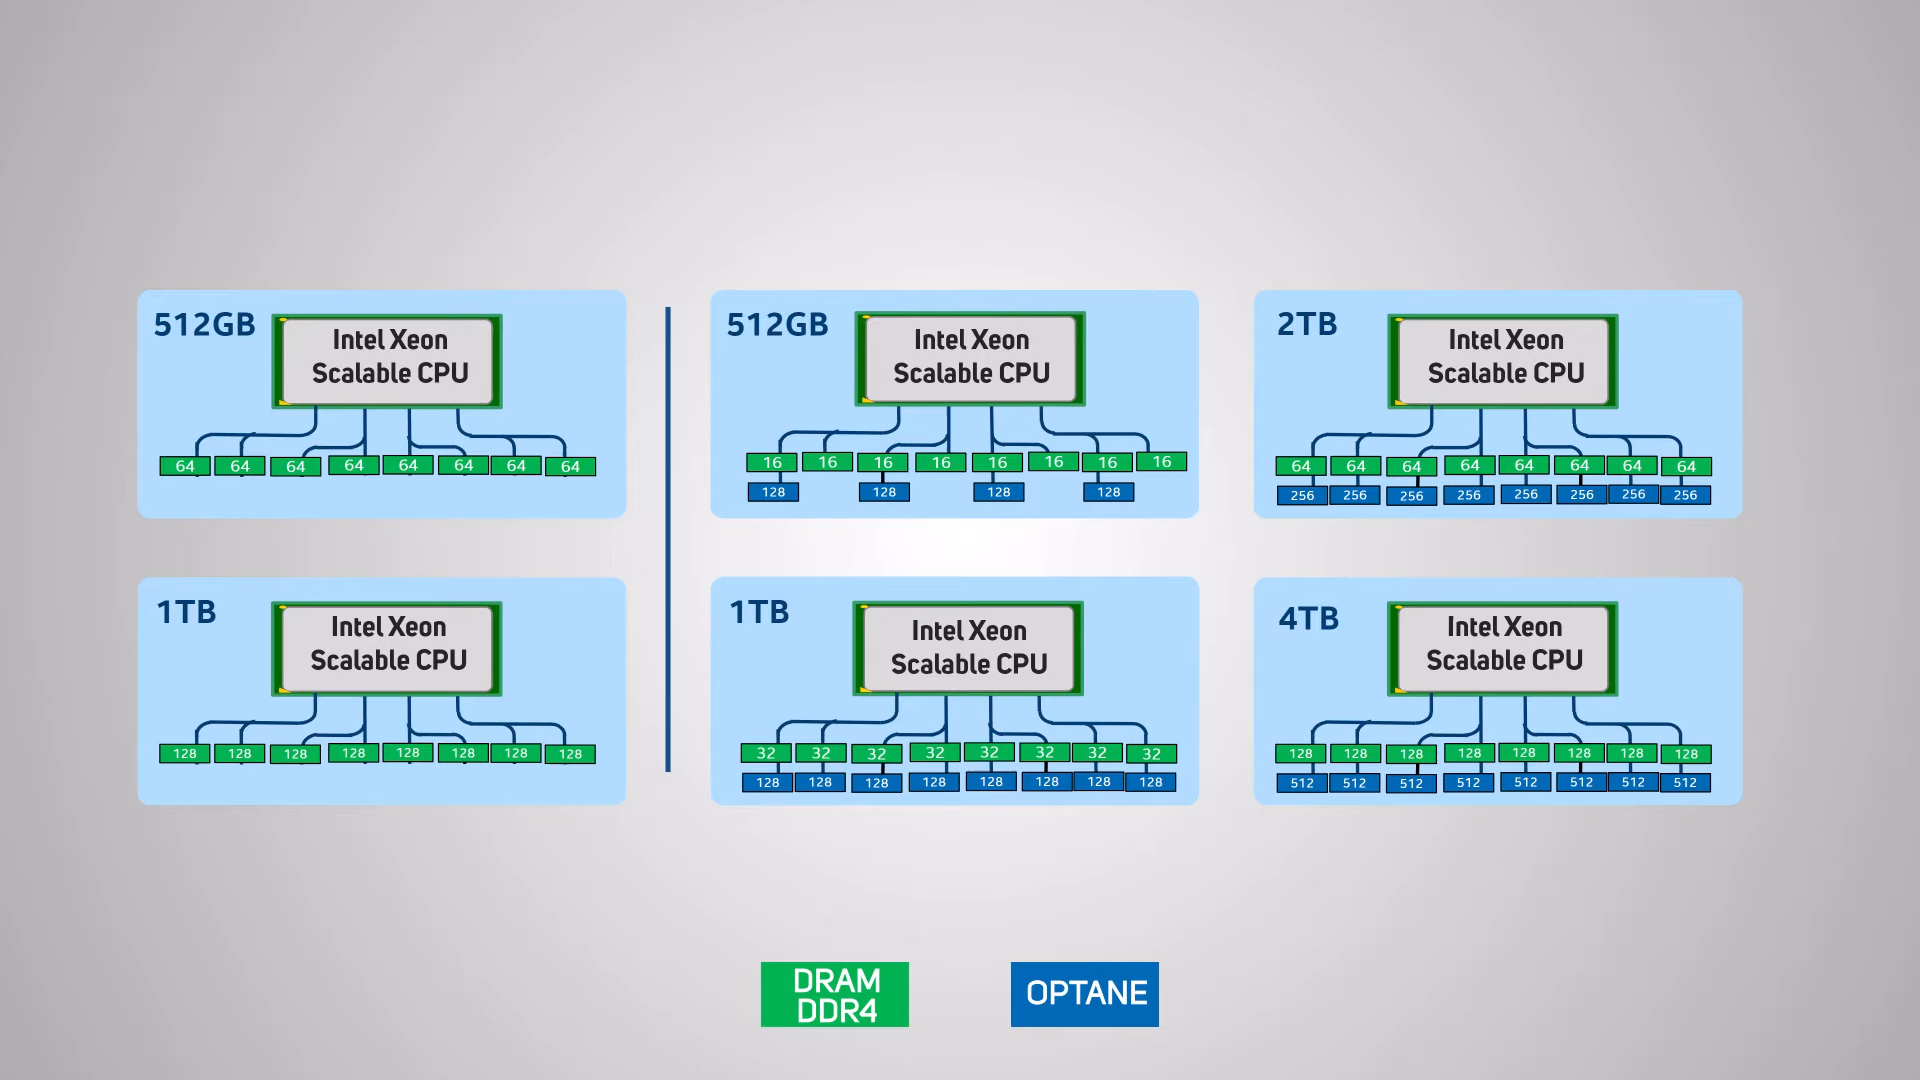 512GB
Intel Xeon
Scalable CPU
64 64 64 64 64 64 64 64
512GB
Intel Xeon
Scalable CPU
16 16 16 16 16 16 16 16
128 128 128 128
2TB
Intel Xeon
Scalable CPU
64 64 64 64 64 64 64 64
256 256 256 256 256 256 256 256
1TB
Intel Xeon
Scalable CPU
128 128 128 128 128 128 128 128
1TB
Intel Xeon
Scalable CPU
32 32 32 32 32 32 32 32
128 128 128 128 128 128 128 128
4TB
Intel Xeon
Scalable CPU
128 128 128 128 128 128 128 128
512 512 512 512 512 512 512 512
DRAM
DDR4
OPTANE